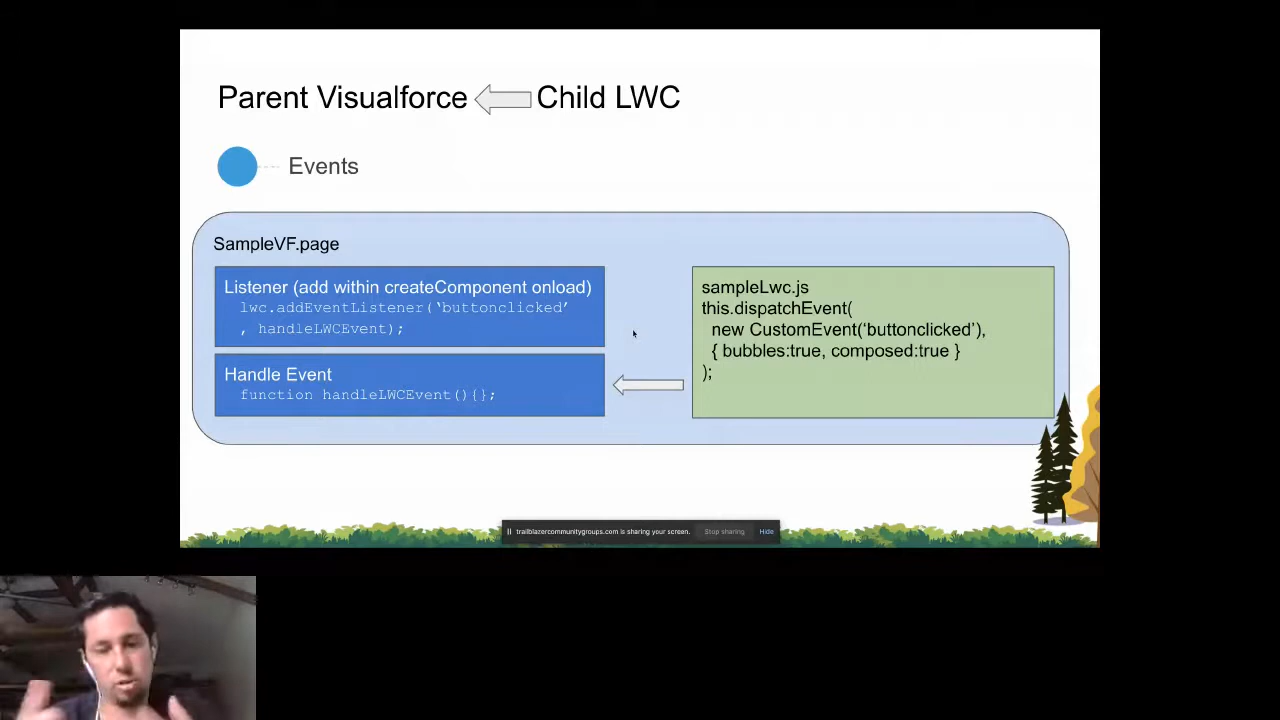 Parent Visualforce
Child LWC
Events
SampleVF.page
Listener (add within createComponent onload)
lwc.addEventListener(‘buttonclicked’
, handleLWCEvent);
Handle Event
function handleLWCEvent(){};
sampleLwc.js
this.dispatchEvent(
new CustomEvent(‘buttonclicked’),
{ bubbles:true, composed:true }
);
trailblazercommunitygroups.com is sharing your screen.
Stop sharing
Hide